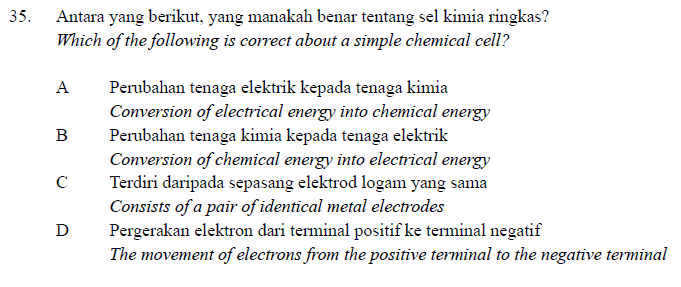 35. Antara yang berikut, yang manakah benar tentang sel kimia ringkas?
Which of the following is correct about a simple chemical cell?
A Perubahan tenaga elektrik kepada tenaga kimia
Conversion of electrical energy into chemical energy
B Perubahan tenaga kimia kepada tenaga elektrik
Conversion of chemical energy into electrical energy
C Terdiri daripada sepasang elektrod logam yang sama
Consists of a pair of identical metal electrodes
D Pergerakan elektron dari terminal positif ke terminal negatif
The movement of electrons from the positive terminal to the negative terminal